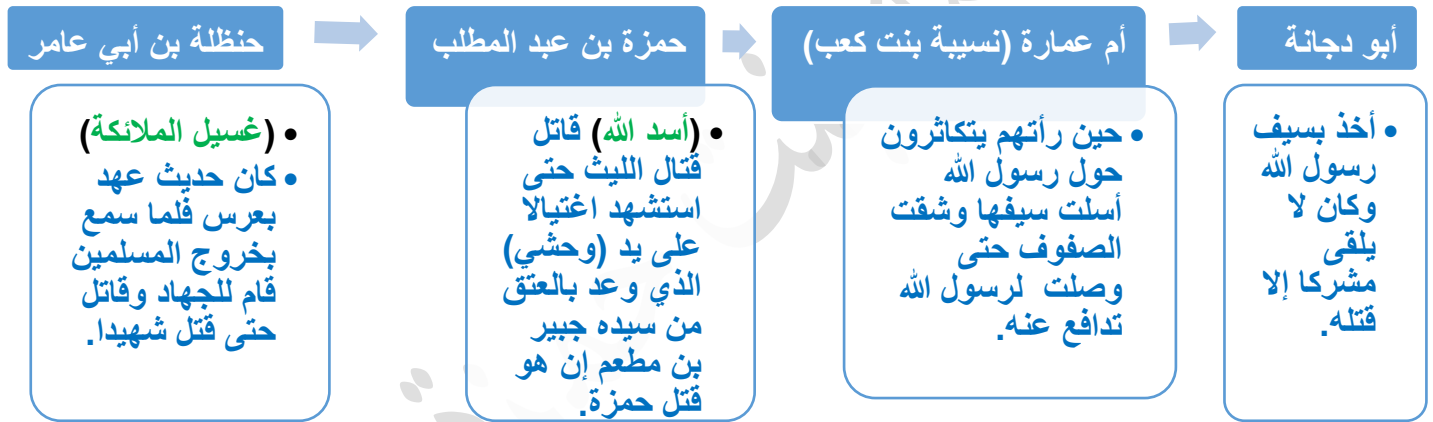 أبو دجانة
أم عمارة (نسيبة بنت كعب)
حمزة بن عبد المطلب
حنظلة بن أبي عامر
• أخذ بسيف
رسول الله
وكان لا
يلقى
مشركا إلا
قتله.
• حين رأتهم يتكاثرون
حول رسول الله
أسلت سيفها وشقت
الصفوف حتى
وصلت لرسول الله
تدافع عنه.
• (أسد الله) قاتل
قتال الليث حتى
استشهد اغتيالا
على يد (وحشي)
الذي وعد بالعتق
من سيده جبير
بن مطعم إن هو
قتل حمزة.
• (غسيل الملائكة)
• كان حديث عهد
بعرس فلما سمع
بخروج المسلمين
قام للجهاد وقاتل
حتى قتل شهيدا.